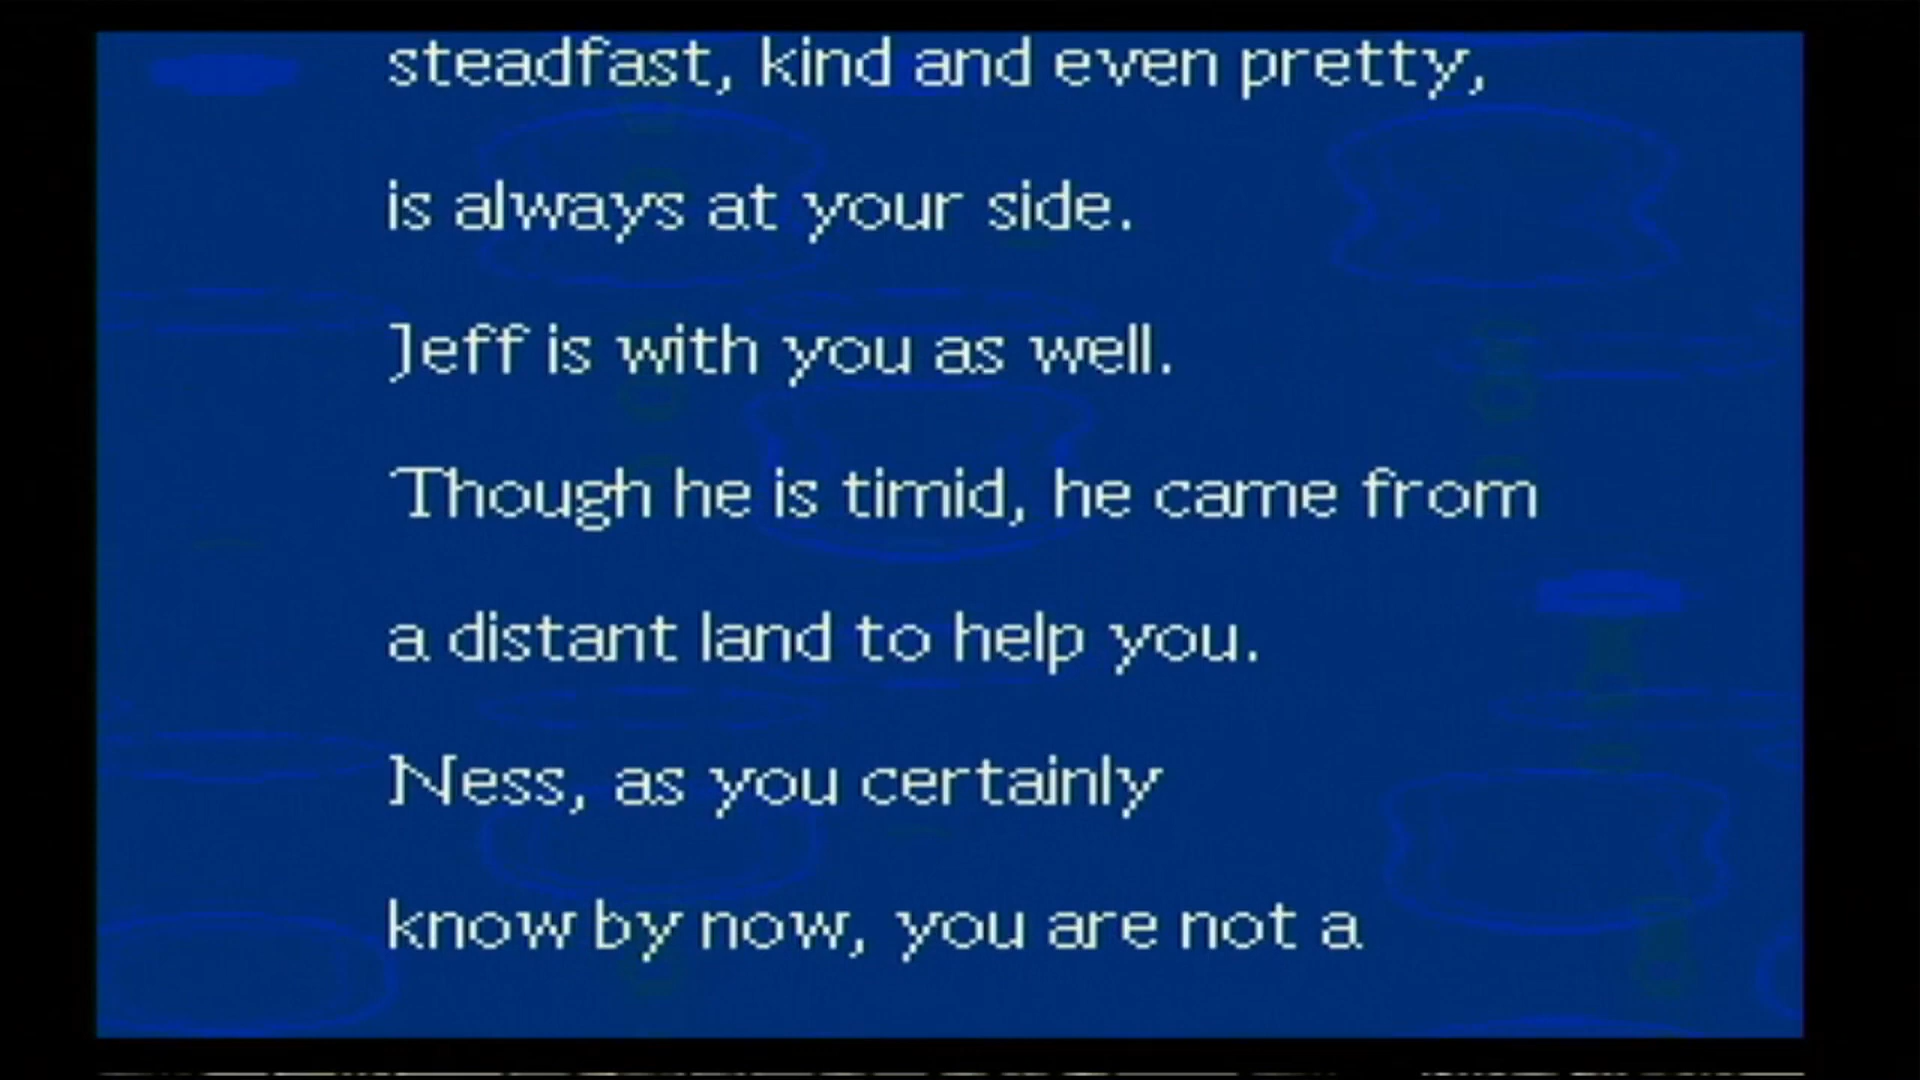 steadfast, kind and even pretty,
is always at your side.
Jeff is with you as well.
Though he is timid, he came from
a distant land to help you.
Ness, as you certainly
know by now, you are not a